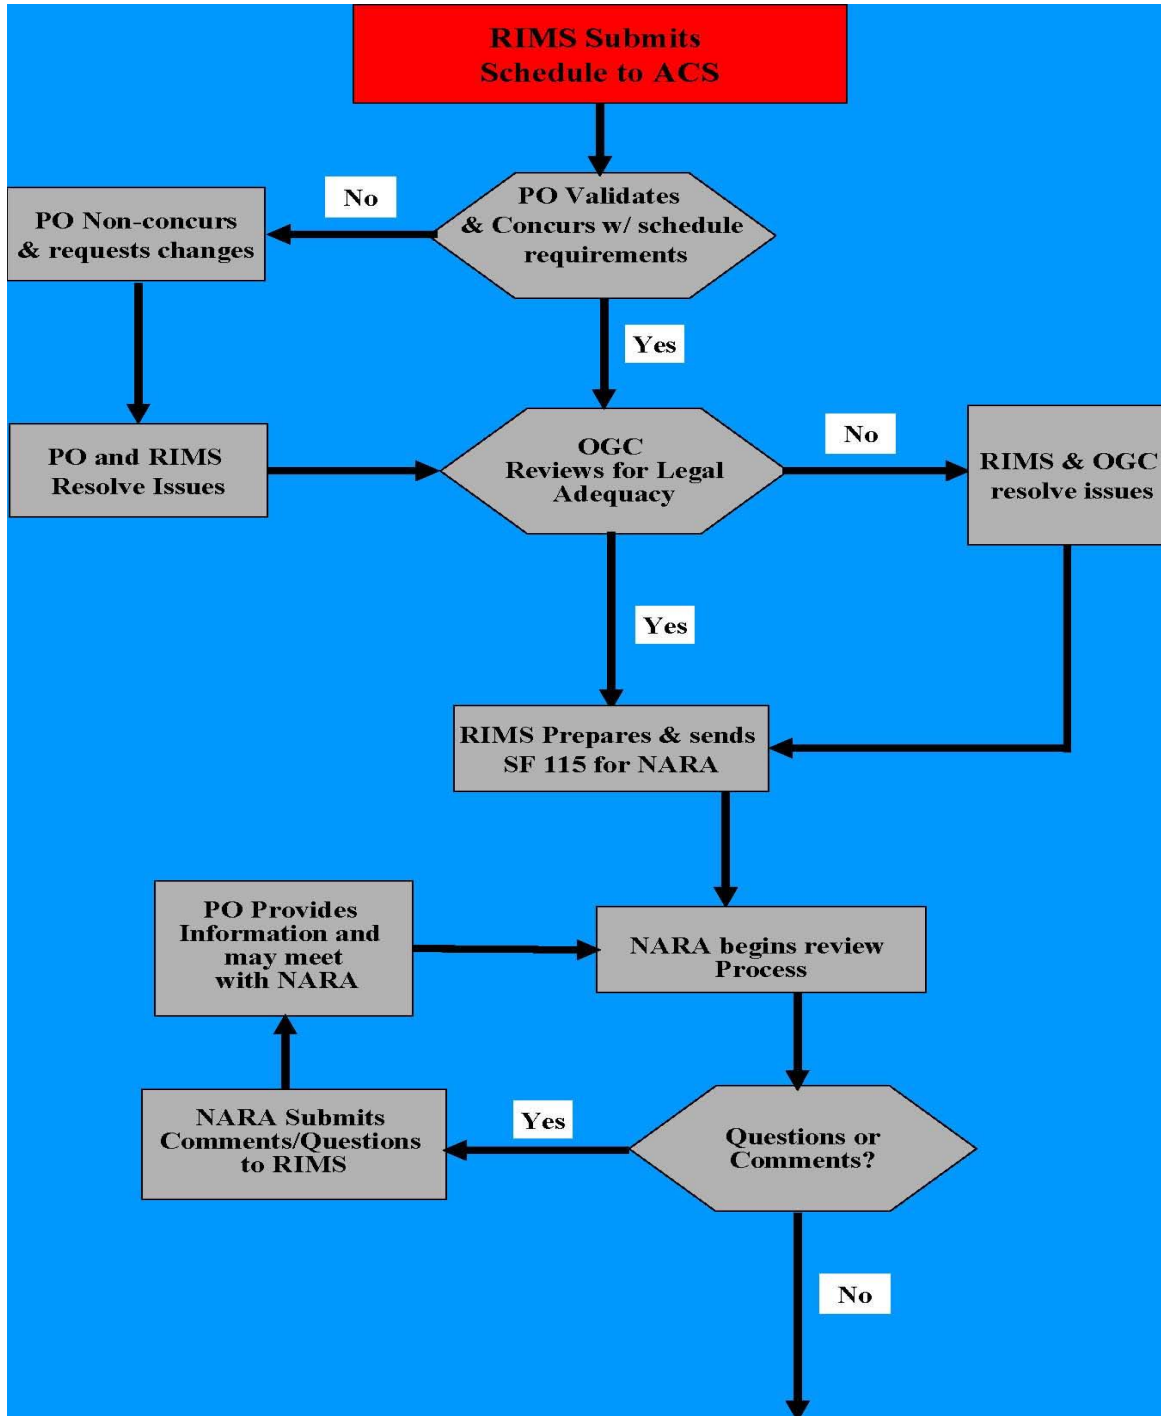 RIMS Submits
Schedule to ACS
PO Validates
& Concurs w/ schedule
requirements
No
PO Non-concurs
& requests changes
Yes
PO and RIMS
Resolve Issues
OGC
Reviews for Legal
Adequacy
No
RIMS & OGC
resolve issues
Yes
RIMS Prepares & sends
SF 115 for NARA
PO Provides
Information and
may meet
with NARA
NARA begins review
Process
NARA Submits
Comments/Questions
to RIMS
Yes
Questions or
Comments?
No